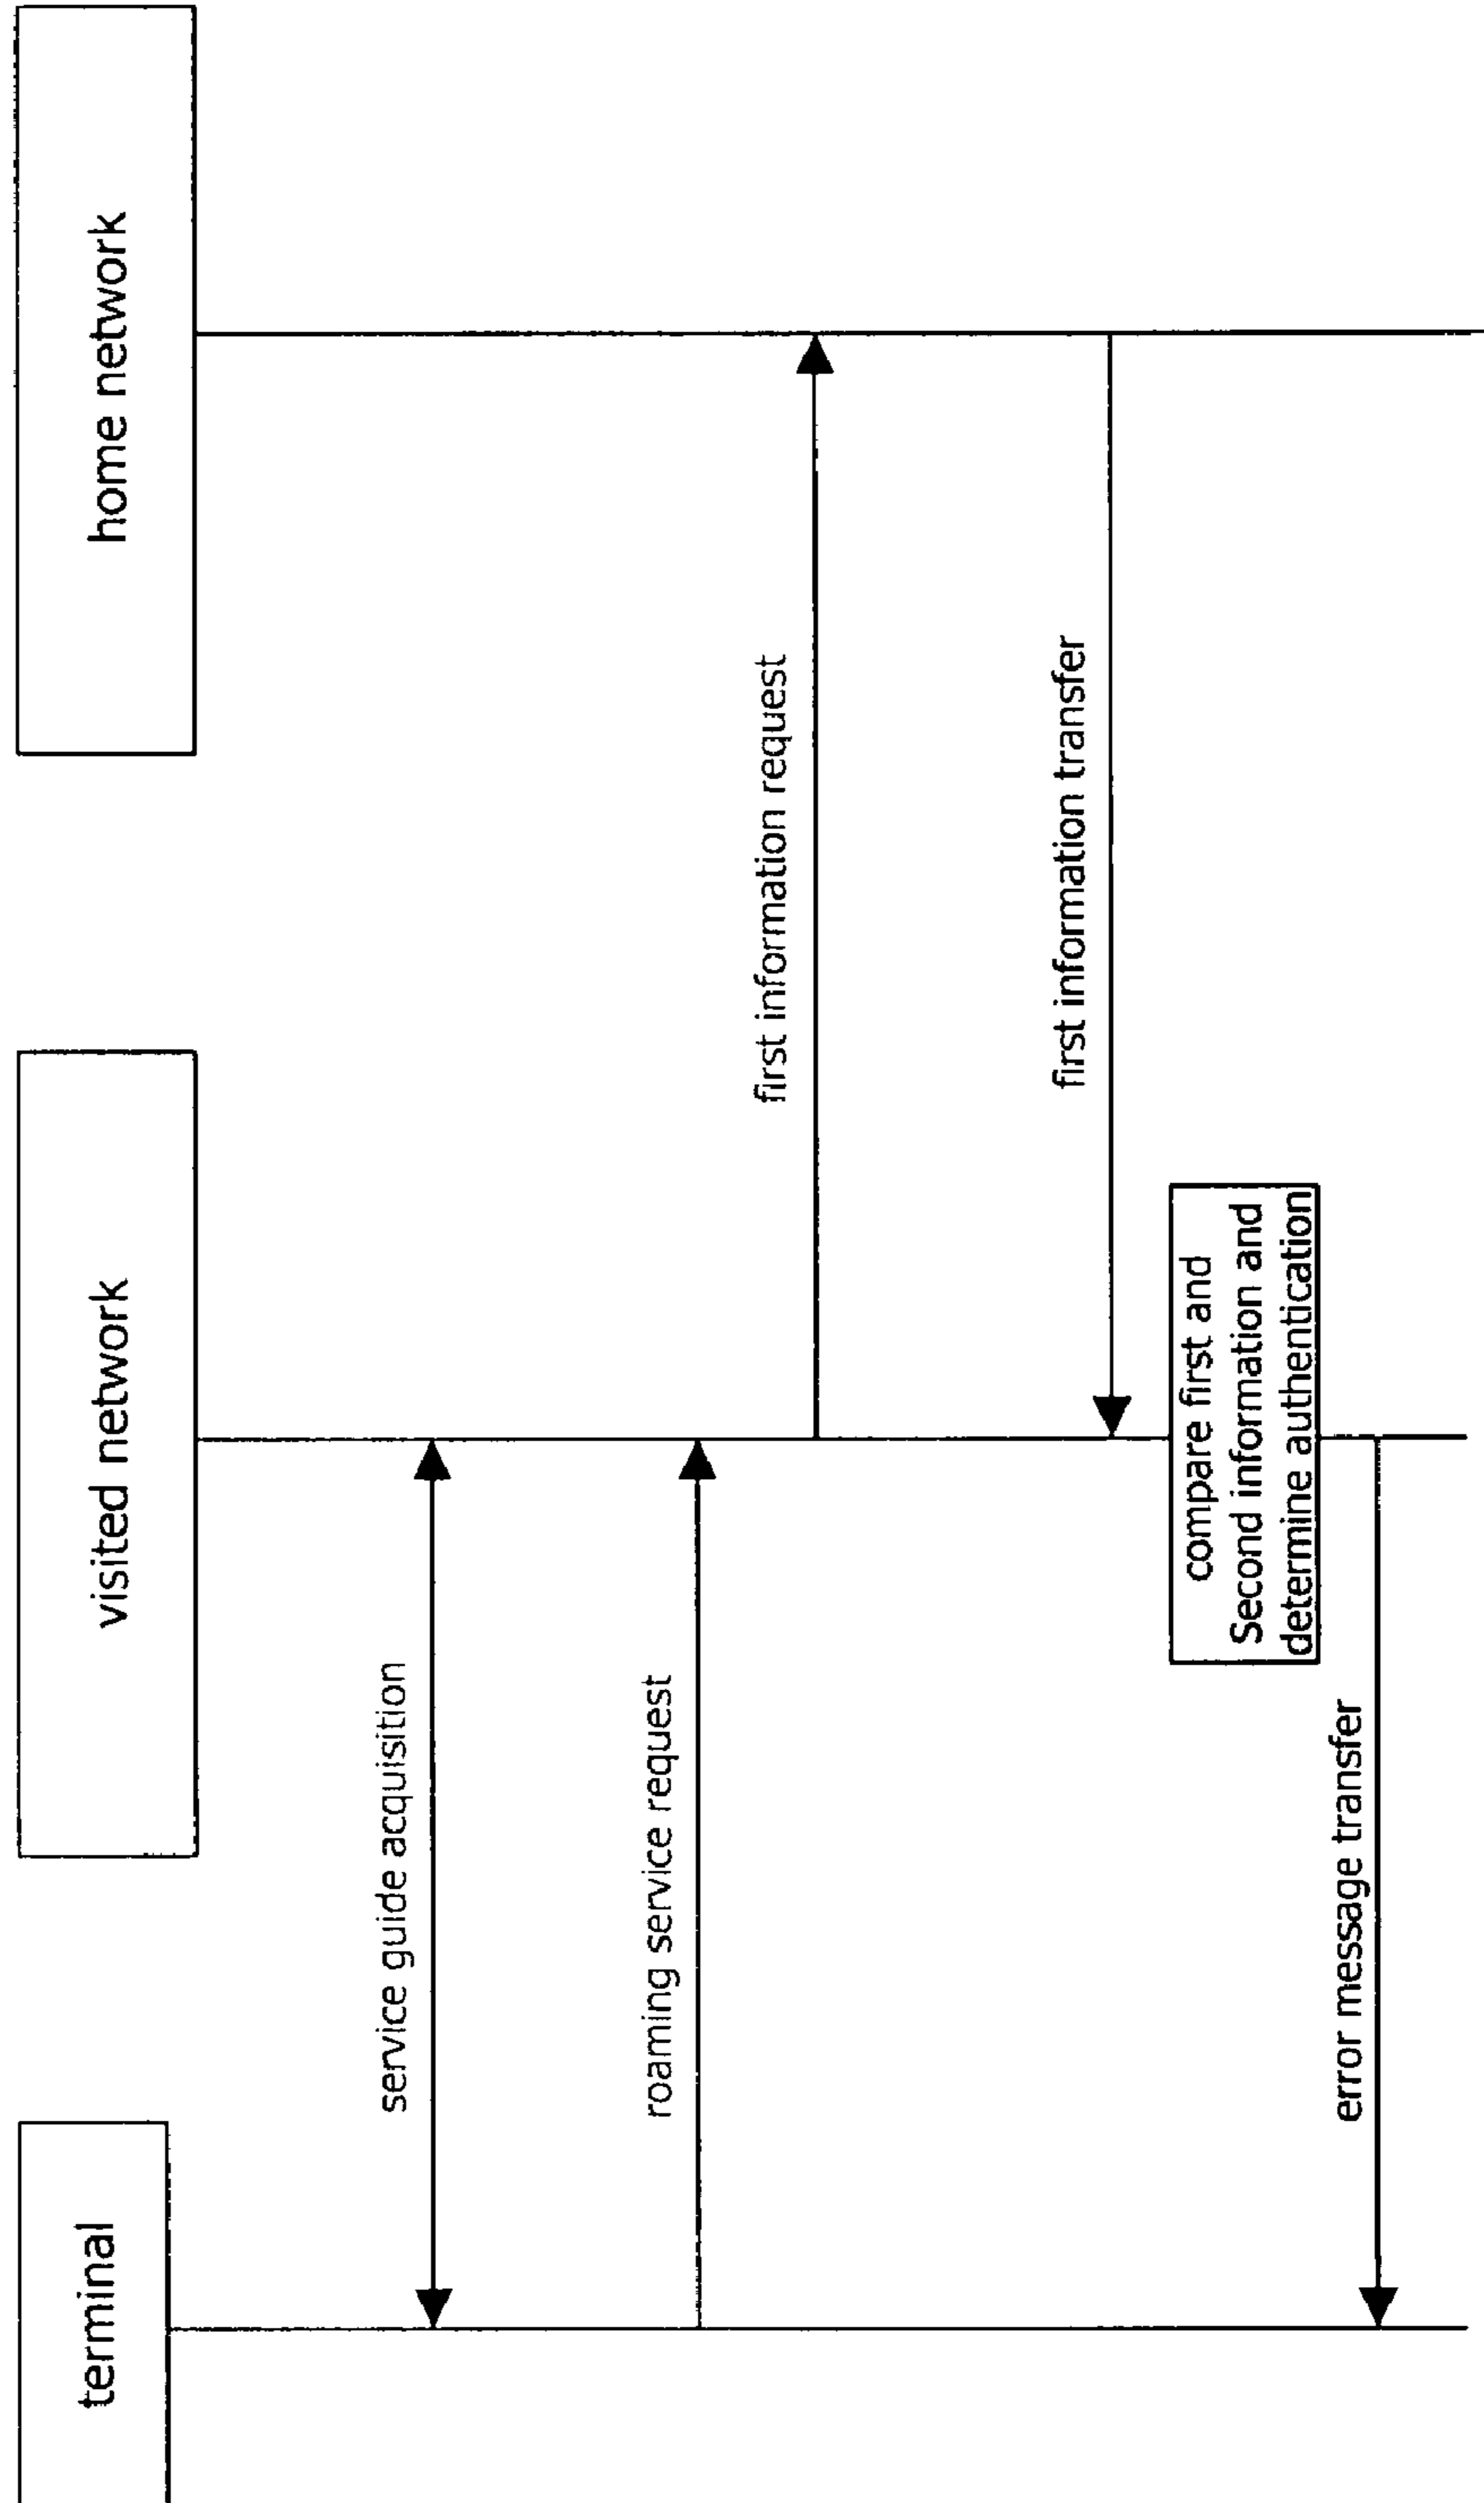 terminal
visited network
home network
service guide acquisition
roaming service request
first information request
first information transfer
compare first and
Second information and
determine authentication
error message transfer